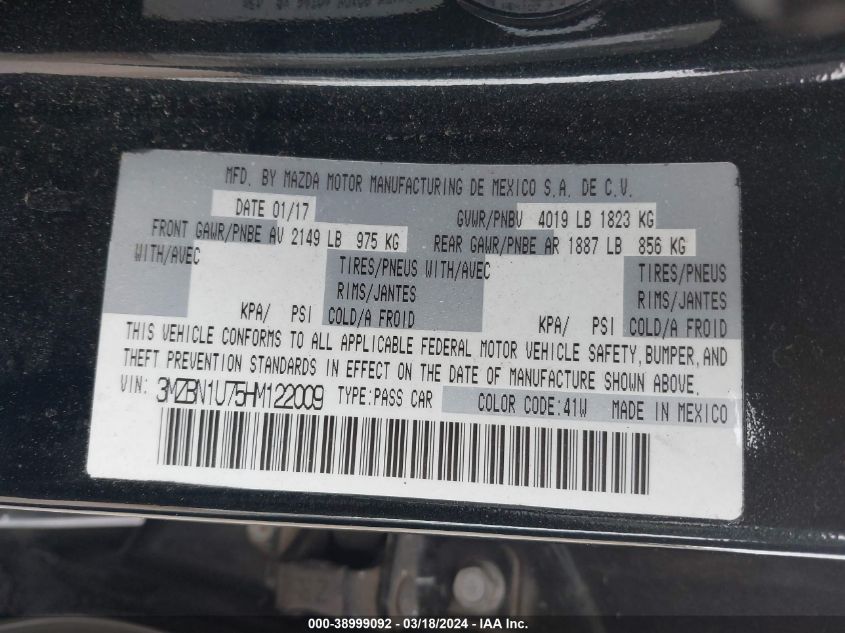 MFD. BY MAZDA MOTOR MANUFACTURING DE MEXICO S.A. DE C.V.
DATE 01/17 GVWR/PNBV 4019 LB 1823 KG
FRONT GAWR/PNBE AV 2149 LB 975 KG REAR GAWR/PNBE AR 1887 LB 856 KG
WITH/AVEC TIRES/PNEUS WITH/AVEC TIRES/PNEUS
RIMS/JANTES RIMS/JANTES
KPA/ PSI COLD/A FROID KPA/ PSI COLD/A FROID
THIS VEHICLE CONFORMS TO ALL APPLICABLE FEDERAL MOTOR VEHICLE SAFETY, BUMPER, AND
THEFT PREVENTION STANDARDS IN EFFECT ON THE DATE OF MANUFACTURE SHOWN ABOVE.
VIN: 3MZBN1U75HM122009 TYPE:PASS CAR COLOR CODE:41W MADE IN MEXICO
000-38999092 - 03/18/2024 - IAA Inc.